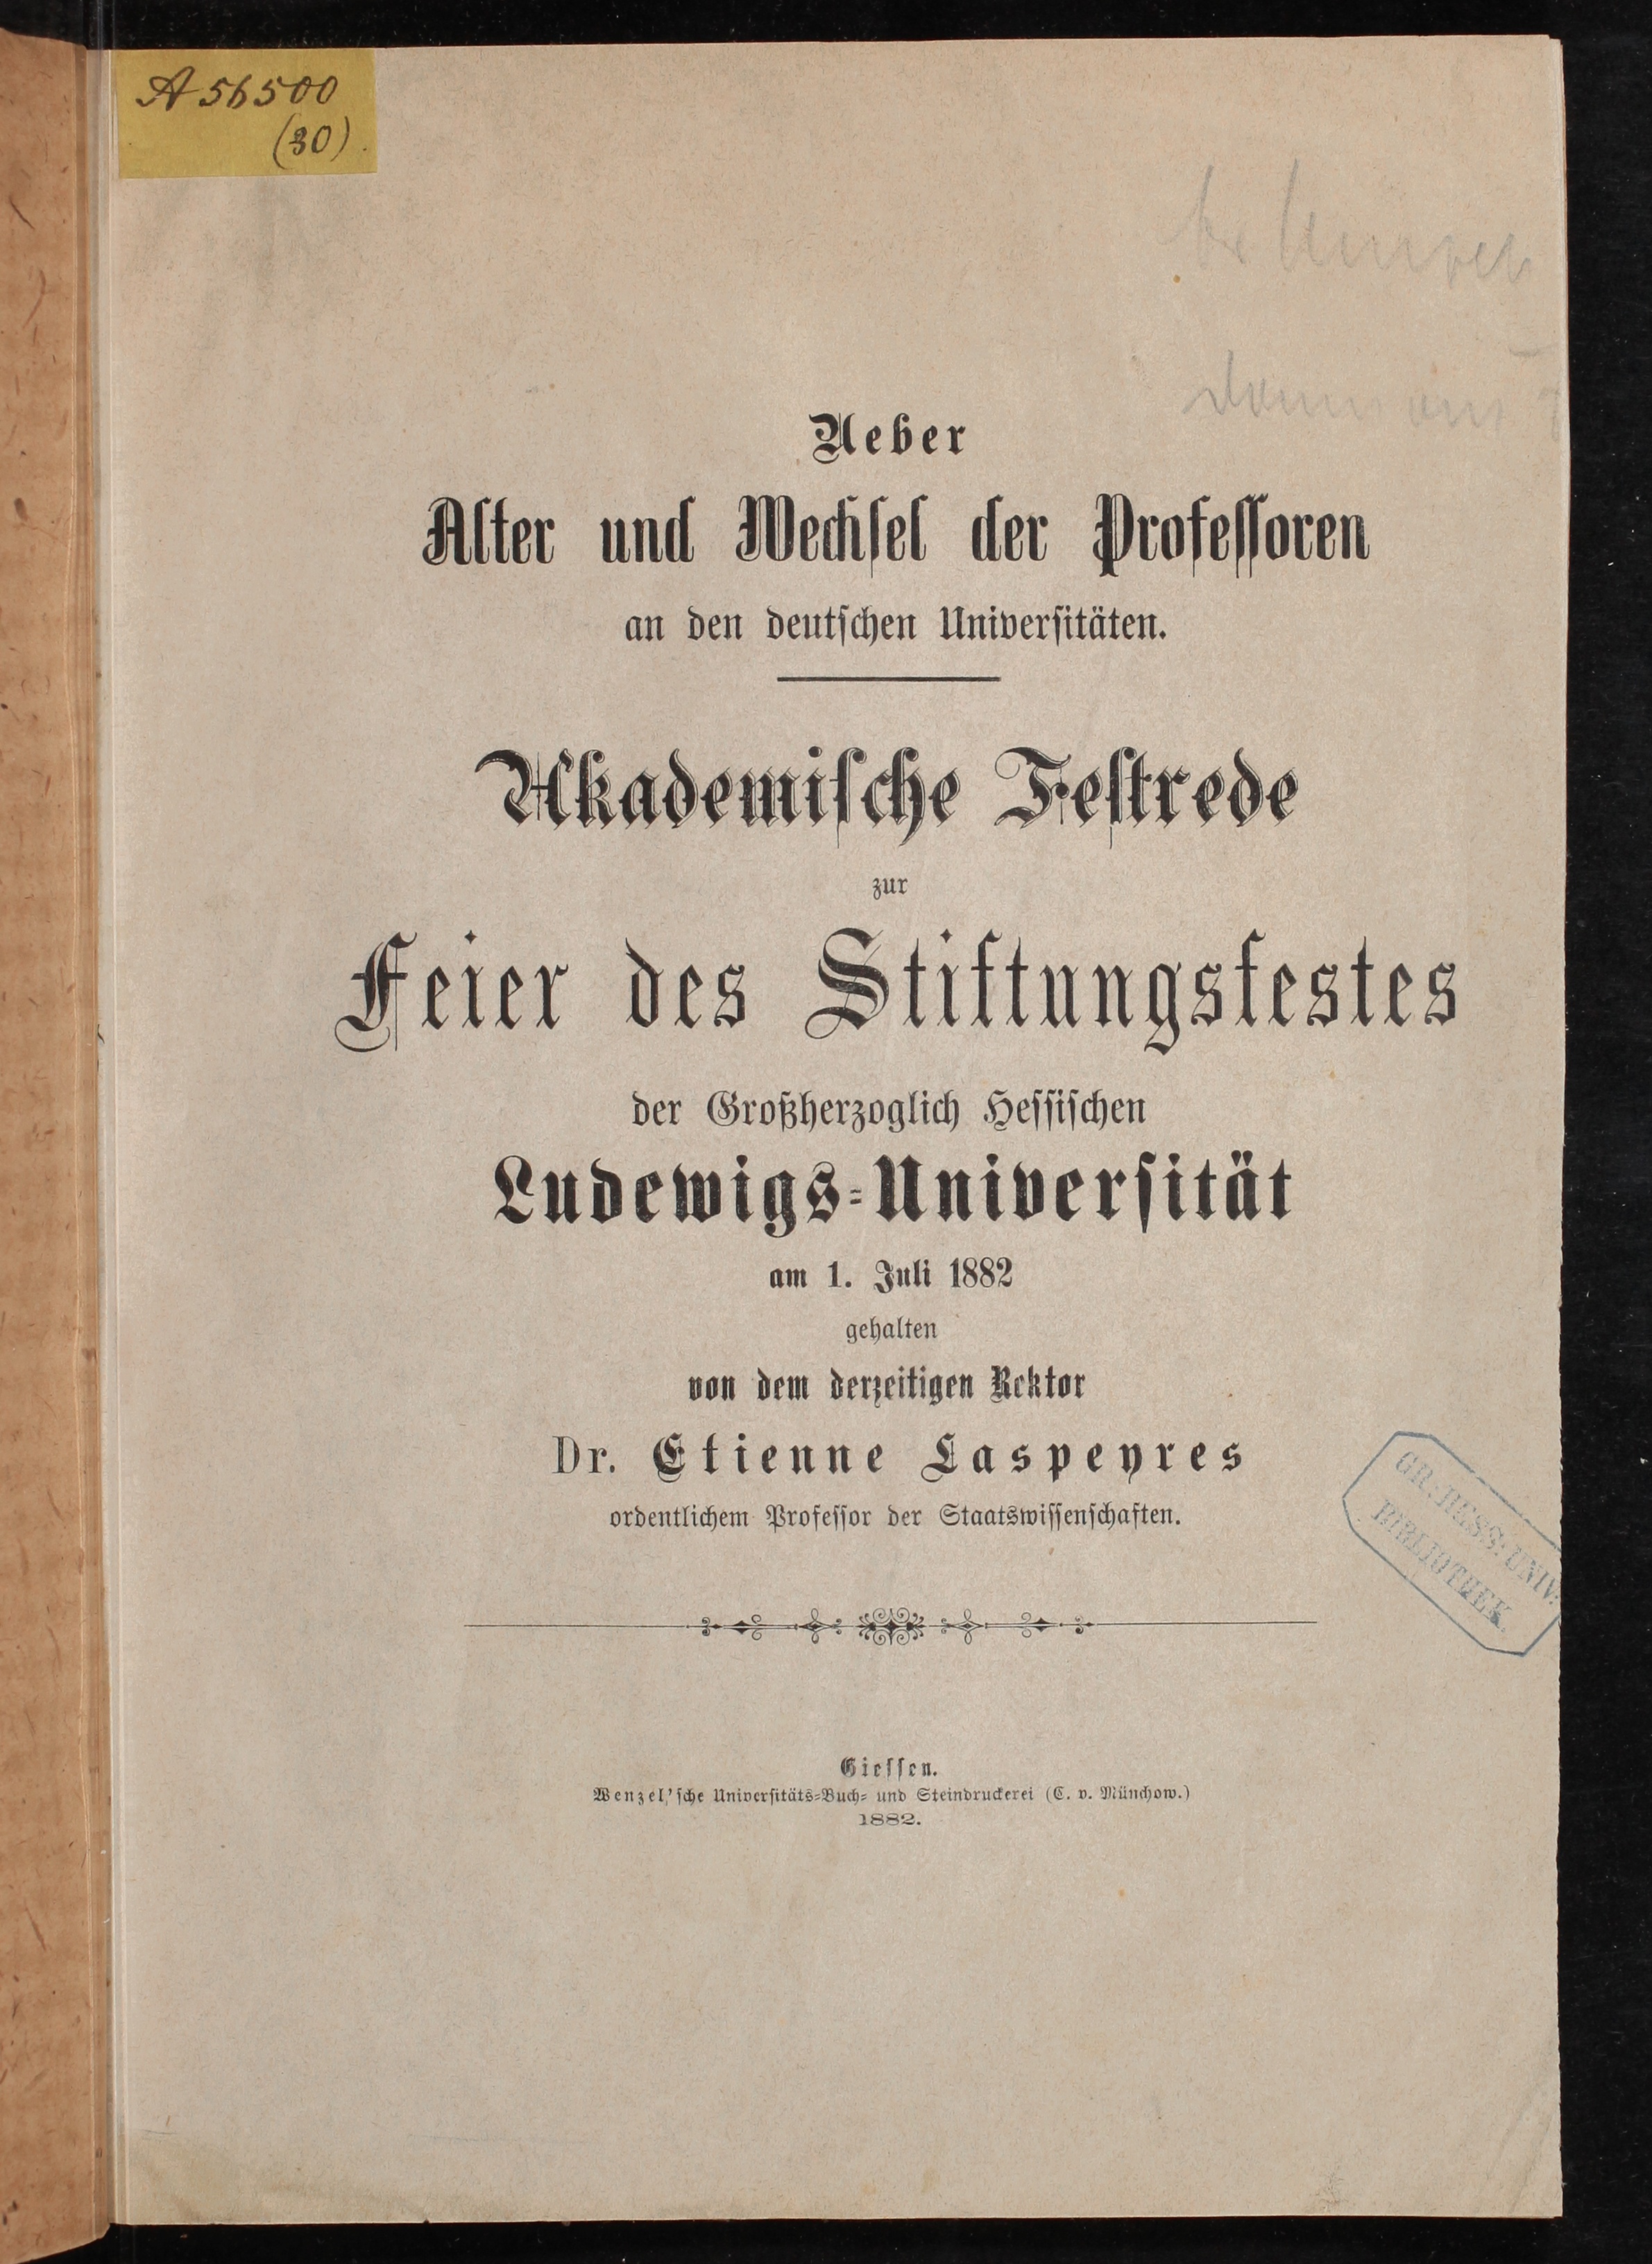 A 56500
(30).
Ueber
Alter und Wechsel der Professoren
an den deutschen Universitäten.
Akademische Festrede
zur
Feier des Stiftungsfestes
der Großherzoglich Hessischen
Ludewigs-Universität
am 1. Juli 1882
gehalten
von dem derzeitigen Rektor
Dr. Etienne Laspeyres
ordentlichem Professor der Staatswissenschaften.
GR. HESS: UNIV.
BIBLIOTHEK
Giessen.
Wenzel'sche Universitäts-Buch- und Steindruckerei (C. v. Münchow.)
1882.